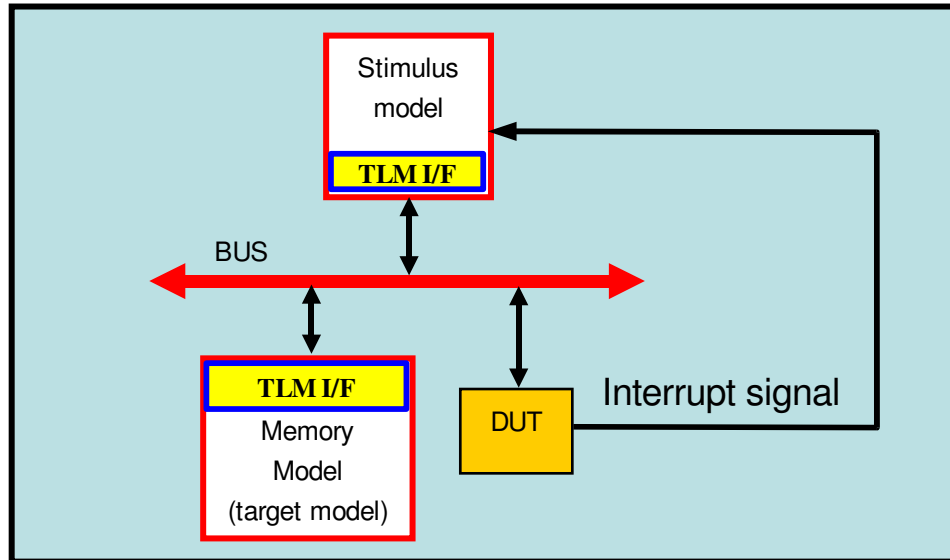 Stimulus
model
TLM I/F
BUS
TLM I/F
Memory
Model
(target model)
DUT
Interrupt signal